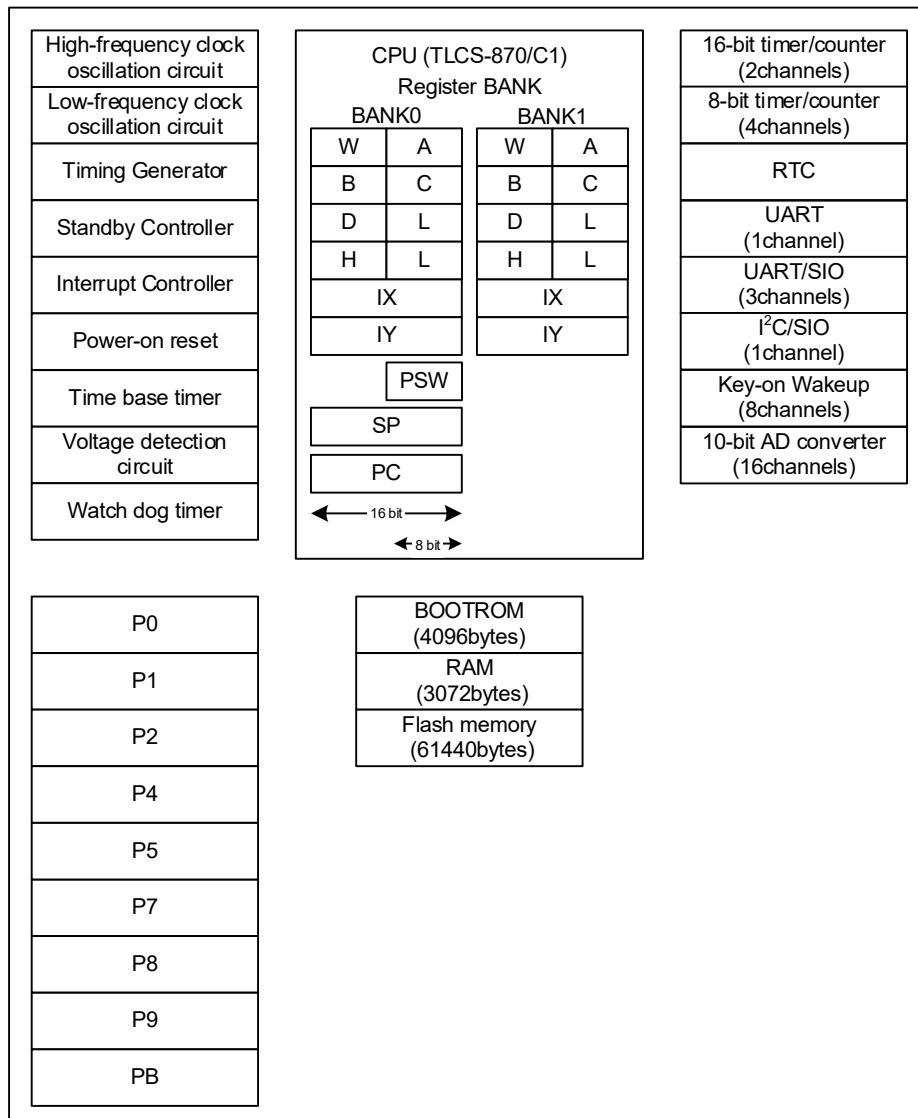 High-frequency clock
oscillation circuit
Low-frequency clock
oscillation circuit
Timing Generator
Standby Controller
Interrupt Controller
Power-on reset
Time base timer
Voltage detection
circuit
Watch dog timer
CPU (TLCS-870/C1)
Register BANK
BANK0
W A
B C
D L
H L
IX
IY
PSW
SP
PC
16 bit
8 bit
BANK1
W A
B C
D L
H L
IX
IY
16-bit timer/counter
(2channels)
8-bit timer/counter
(4channels)
RTC
UART
(1channel)
UART/SIO
(3channels)
I²C/SIO
(1channel)
Key-on Wakeup
(8channels)
10-bit AD converter
(16channels)
P0
P1
P2
P4
P5
P7
P8
P9
PB
BOOTROM
(4096bytes)
RAM
(3072bytes)
Flash memory
(61440bytes)